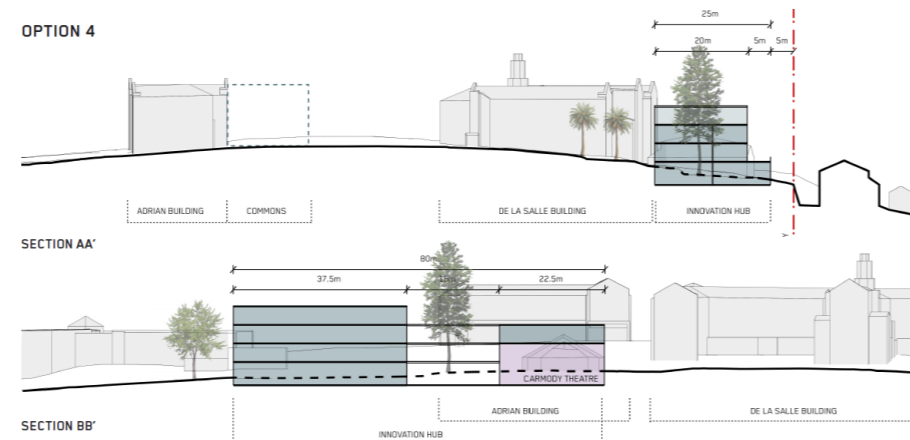 OPTION 4
25m
20m
5m
5m
ADRIAN BUILDING
COMMONS
DE LA SALLE BUILDING
INNOVATION HUB
SECTION AA'
80m
37.5m
22.5m
CARMODY THEATRE
ADRIAN BUILDING
DE LA SALLE BUILDING
SECTION BB'
INNOVATION HUB